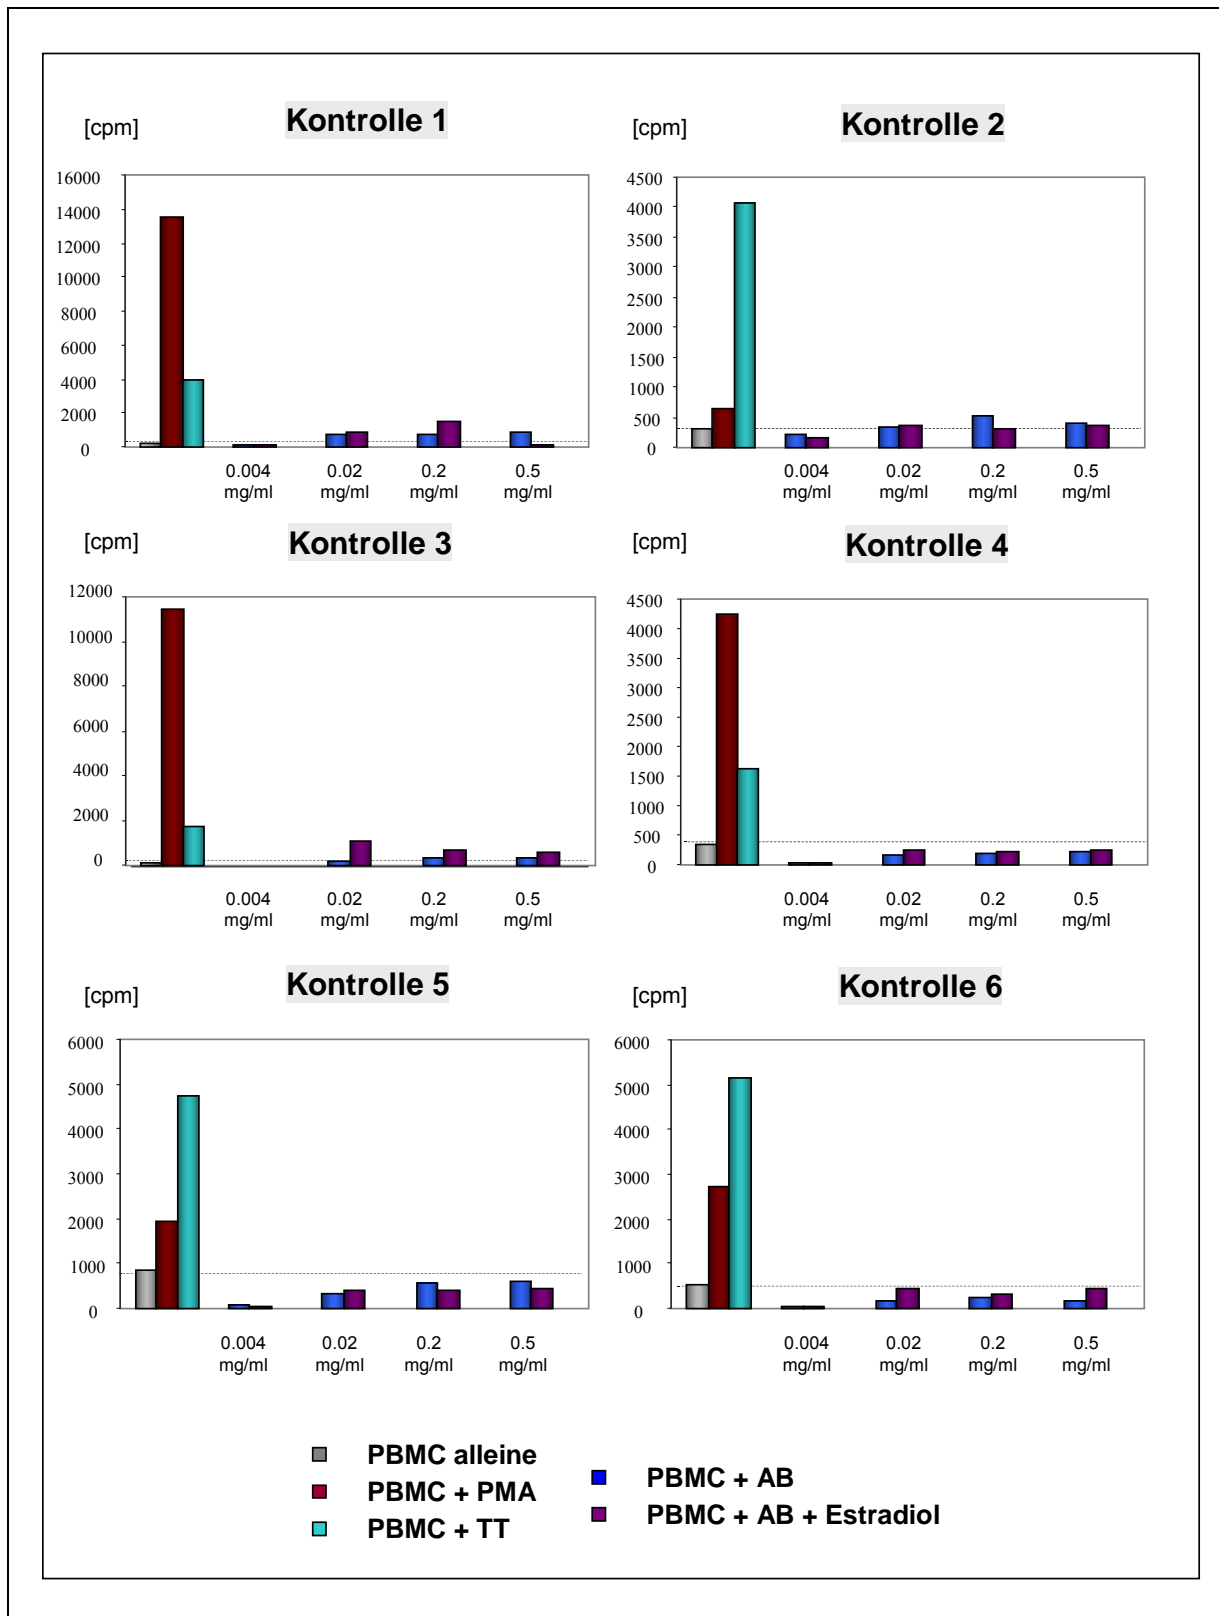 [cpm]
Kontrolle 1
16000
14000
12000
10000
8000
6000
4000
2000
0
0.004 0.02 0.2 0.5
mg/ml mg/ml mg/ml mg/ml
[cpm]
Kontrolle 2
4500
4000
3500
3000
2500
2000
1500
1000
500
0
0.004 0.02 0.2 0.5
mg/ml mg/ml mg/ml mg/ml
[cpm]
Kontrolle 3
12000
10000
8000
6000
4000
2000
0
0.004 0.02 0.2 0.5
mg/ml mg/ml mg/ml mg/ml
[cpm]
Kontrolle 4
4500
4000
3500
3000
2500
2000
1500
1000
500
0
0.004 0.02 0.2 0.5
mg/ml mg/ml mg/ml mg/ml
[cpm]
Kontrolle 5
6000
5000
4000
3000
2000
1000
0
0.004 0.02 0.2 0.5
mg/ml mg/ml mg/ml mg/ml
[cpm]
Kontrolle 6
6000
5000
4000
3000
2000
1000
0
0.004 0.02 0.2 0.5
mg/ml mg/ml mg/ml mg/ml
PBMC alleine
PBMC + PMA
PBMC + TT
PBMC + AB
PBMC + AB + Estradiol